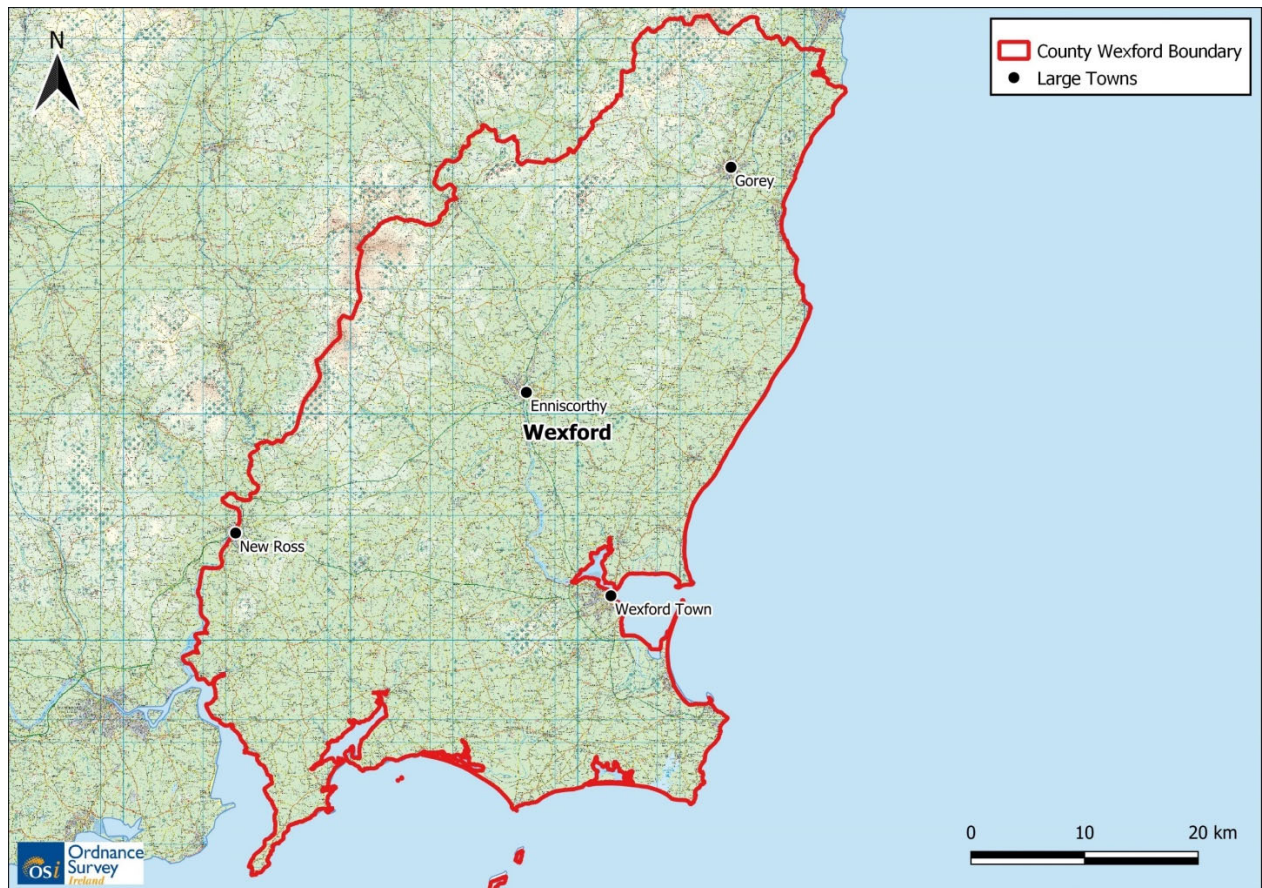 N
County Wexford Boundary
Large Towns
Gorey
Enniscorthy
Wexford
New Ross
Wexford Town
0 10 20 km
osi Ordnance
Survey
Ireland